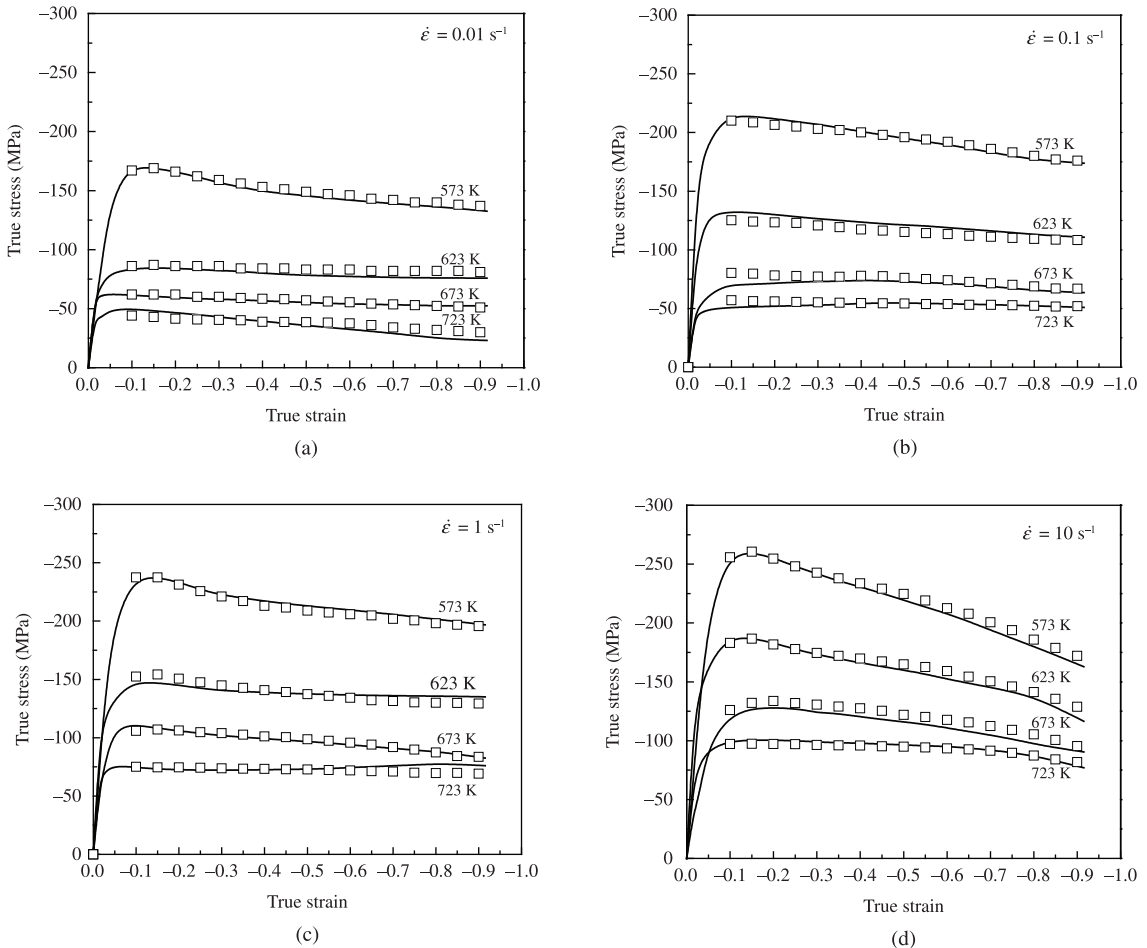 –300
–250
–200
–150
–100
–50
0
True stress (MPa)
ε̇ = 0.01 s⁻¹
573 K
623 K
673 K
723 K
0.0 –0.1 –0.2 –0.3 –0.4 –0.5 –0.6 –0.7 –0.8 –0.9 –1.0
True strain
(a)
–300
–250
–200
–150
–100
–50
0
True stress (MPa)
ε̇ = 0.1 s⁻¹
573 K
623 K
673 K
723 K
0.0 –0.1 –0.2 –0.3 –0.4 –0.5 –0.6 –0.7 –0.8 –0.9 –1.0
True strain
(b)
–300
–250
–200
–150
–100
–50
0
True stress (MPa)
ε̇ = 1 s⁻¹
573 K
623 K
673 K
723 K
0.0 –0.1 –0.2 –0.3 –0.4 –0.5 –0.6 –0.7 –0.8 –0.9 –1.0
True strain
(c)
–300
–250
–200
–150
–100
–50
0
True stress (MPa)
ε̇ = 10 s⁻¹
573 K
623 K
673 K
723 K
0.0 –0.1 –0.2 –0.3 –0.4 –0.5 –0.6 –0.7 –0.8 –0.9 –1.0
True strain
(d)